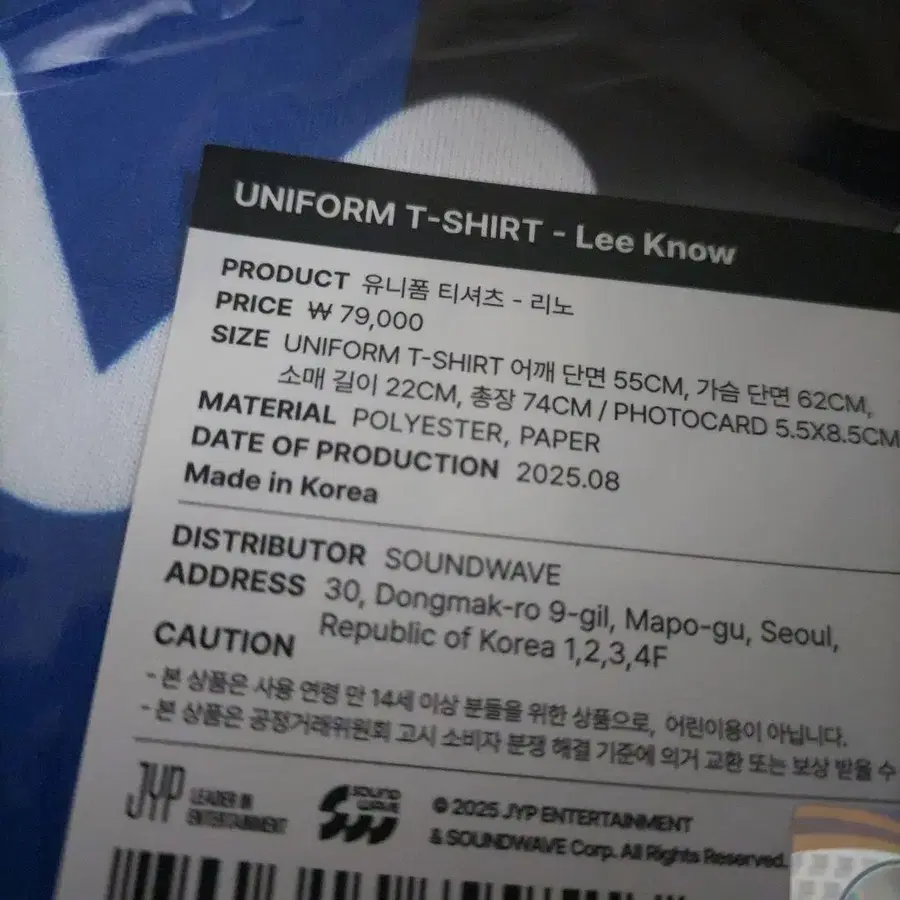 UNIFORM T-SHIRT - Lee Know
PRODUCT 유니폼 티셔츠 - 리노
PRICE ₩ 79,000
SIZE UNIFORM T-SHIRT 어깨 단면 55CM, 가슴 단면 62CM,
소매 길이 22CM, 총장 74CM / PHOTOCARD 5.5X8.5CM
MATERIAL POLYESTER, PAPER
DATE OF PRODUCTION 2025.08
Made in Korea
DISTRIBUTOR SOUNDWAVE
ADDRESS 30, Dongmak-ro 9-gil, Mapo-gu, Seoul,
Republic of Korea 1,2,3,4F
CAUTION
- 본 상품은 사용 연령 만 14세 이상 분들을 위한 상품으로, 어린이용이 아닙니다.
- 본 상품은 공정거래위원회 고시 소비자 분쟁 해결 기준에 의거 교환 또는 보상 받을 수
JYP LEADER IN
ENTERTAINMENT
SOUND
WAVE
© 2025 JYP ENTERTAINMENT
& SOUNDWAVE Corp. All Rights Reserved.